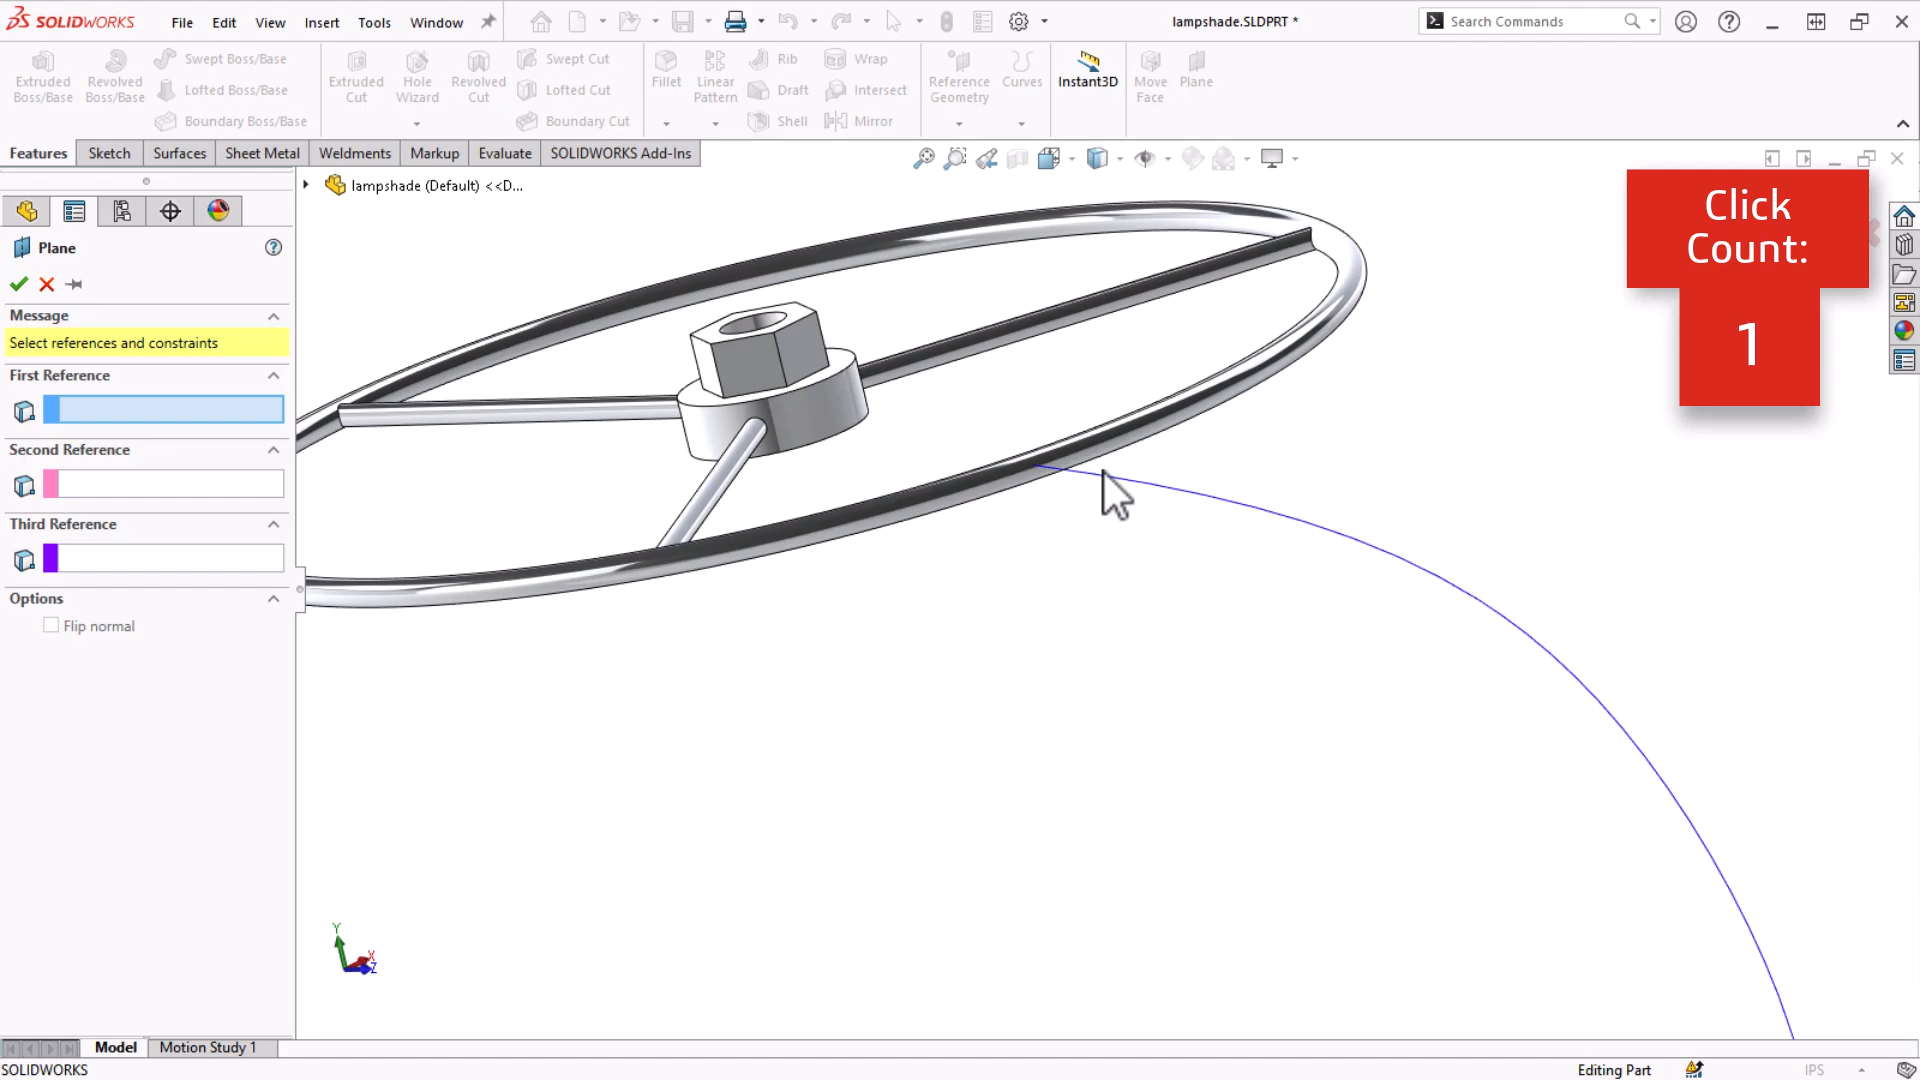 SOLIDWORKS File Edit View Insert Tools Window lampshade.SLDPRT * Search Commands
Extruded Boss/Base
Revolved Boss/Base
Swept Boss/Base
Lofted Boss/Base
Boundary Boss/Base
Extruded Cut
Hole Wizard
Revolved Cut
Swept Cut
Lofted Cut
Boundary Cut
Fillet
Linear Pattern
Rib
Draft
Shell
Wrap
Intersect
Mirror
Reference Geometry
Curves
Instant3D
Move Face
Plane
Features Sketch Surfaces Sheet Metal Weldments Markup Evaluate SOLIDWORKS Add-Ins
lampshade (Default) <<D...
Plane
Message
Select references and constraints
First Reference
Second Reference
Third Reference
Options
Flip normal
Click
Count:
1
Y
X
Z
Model Motion Study 1
SOLIDWORKS Editing Part IPS